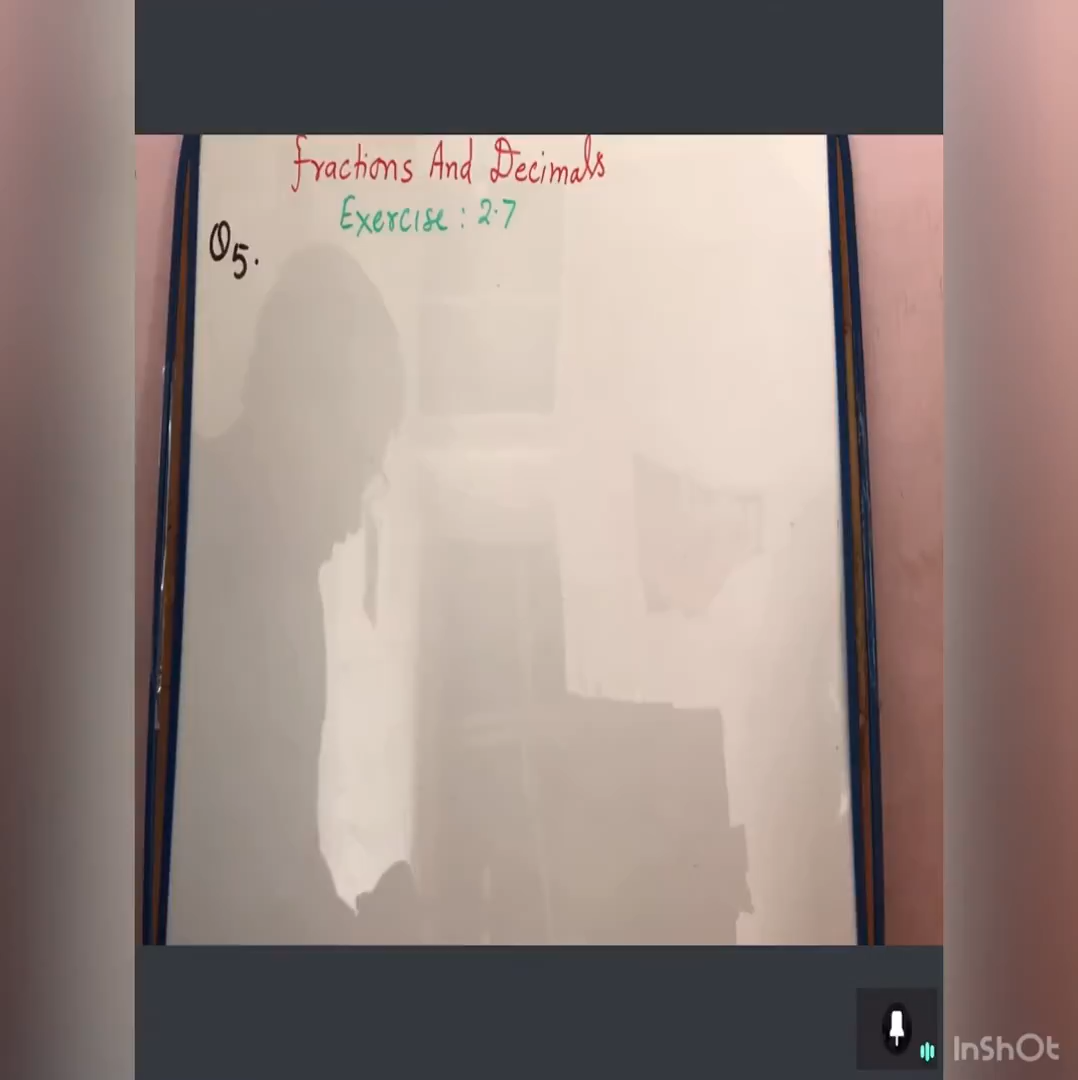 Fractions And Decimals
Exercise : 2.7
Q5.
InShOt